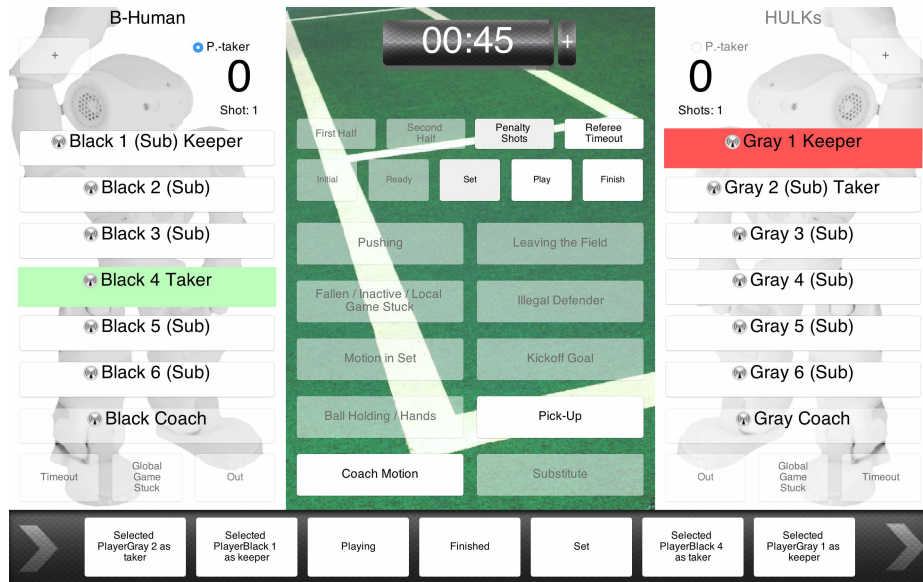 B-Human
HULKs
00:45
+
+
+
P.-taker
P.-taker
0
0
Shot: 1
Shots: 1
Black 1 (Sub) Keeper
Black 2 (Sub)
Black 3 (Sub)
Black 4 Taker
Black 5 (Sub)
Black 6 (Sub)
Black Coach
Timeout
Global
Game
Stuck
Out
First Half
Second
Half
Penalty
Shots
Referee
Timeout
Initial
Ready
Set
Play
Finish
Pushing
Leaving the Field
Fallen / Inactive / Local
Game Stuck
Illegal Defender
Motion in Set
Kickoff Goal
Ball Holding / Hands
Pick-Up
Coach Motion
Substitute
Gray 1 Keeper
Gray 2 (Sub) Taker
Gray 3 (Sub)
Gray 4 (Sub)
Gray 5 (Sub)
Gray 6 (Sub)
Gray Coach
Out
Global
Game
Stuck
Timeout
Selected
PlayerGray 2 as
taker
Selected
PlayerBlack 1
as keeper
Playing
Finished
Set
Selected
PlayerBlack 4
as taker
Selected
PlayerGray 1 as
keeper